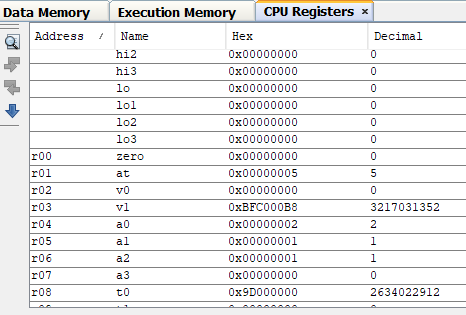 Data Memory Execution Memory CPU Registers ×
Address / Name Hex Decimal
hi2 0x00000000 0
hi3 0x00000000 0
lo 0x00000000 0
lo1 0x00000000 0
lo2 0x00000000 0
lo3 0x00000000 0
r00 zero 0x00000000 0
r01 at 0x00000005 5
r02 v0 0x00000000 0
r03 v1 0xBFC000B8 3217031352
r04 a0 0x00000002 2
r05 a1 0x00000001 1
r06 a2 0x00000001 1
r07 a3 0x00000000 0
r08 t0 0x9D000000 2634022912